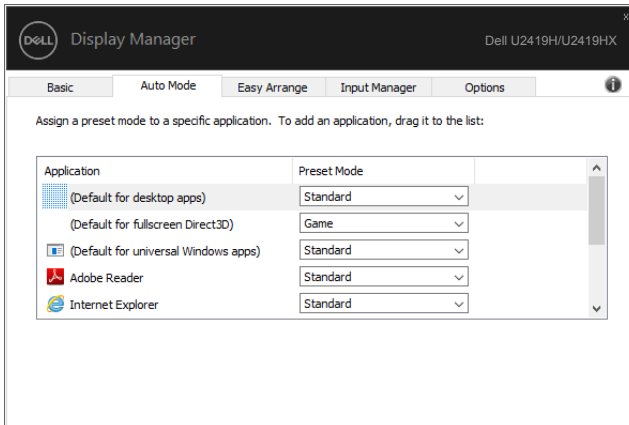 DELL Display Manager Dell U2419H/U2419HX
Basic Auto Mode Easy Arrange Input Manager Options
Assign a preset mode to a specific application. To add an application, drag it to the list:
Application Preset Mode
(Default for desktop apps) Standard
(Default for fullscreen Direct3D) Game
(Default for universal Windows apps) Standard
Adobe Reader Standard
Internet Explorer Standard